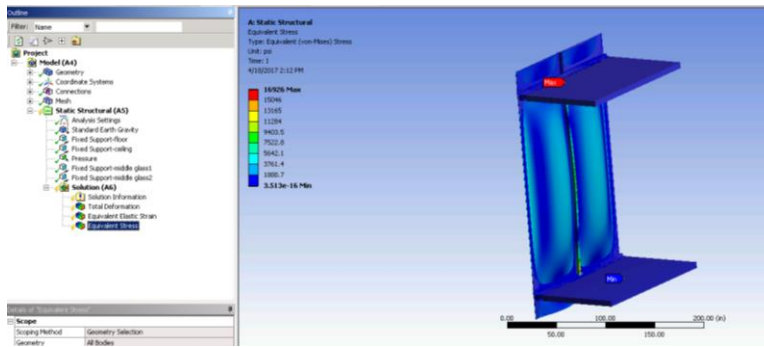 Outline
Filter: Name
Project
Model (A4)
Geometry
Coordinate Systems
Connections
Mesh
Static Structural (A5)
Analysis Settings
Standard Earth Gravity
Fixed Support-floor
Fixed Support-ceiling
Pressure
Fixed Support-middle glass1
Fixed Support-middle glass2
Solution (A6)
Solution Information
Total Deformation
Equivalent Elastic Strain
Equivalent Stress
Details of "Equivalent Stress"
Scope
Scoping Method Geometry Selection
Geometry All Bodies
A: Static Structural
Equivalent Stress
Type: Equivalent (von-Mises) Stress
Unit: psi
Time: 1
4/10/2017 2:12 PM
16926 Max
15046
13165
11284
9403.5
7522.8
5642.1
3761.4
1880.7
3.513e-16 Min
Max
Min
0.00 100.00 200.00 (in)
50.00 150.00